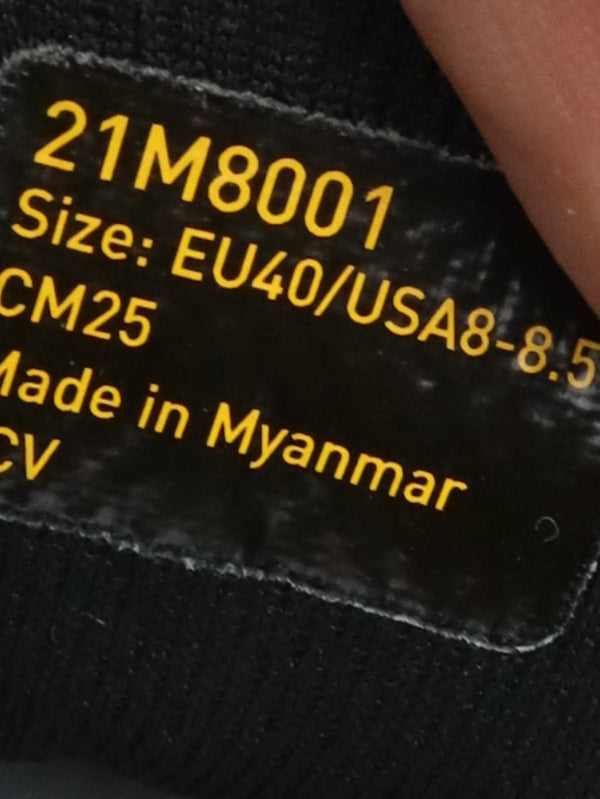 21M8001
Size: EU40/USA8-8.5
CM25
Made in Myanmar
CV